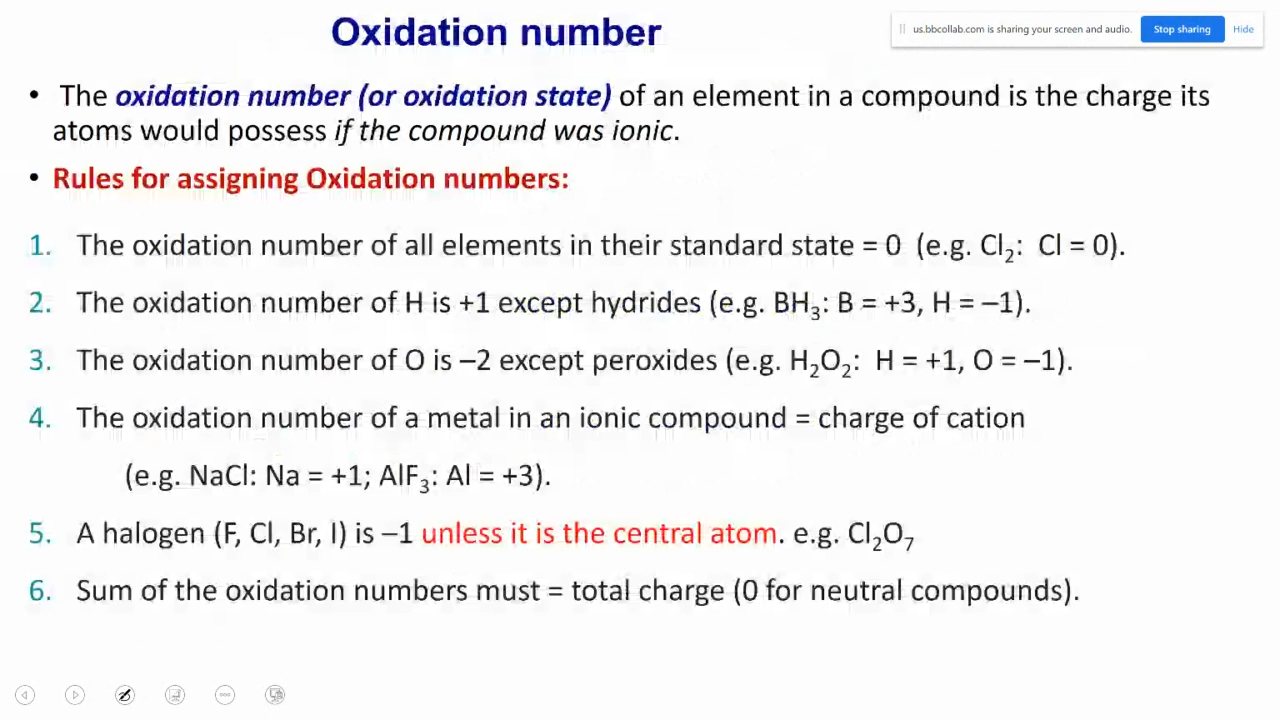 Oxidation number
us.bbcollab.com is sharing your screen and audio. Stop sharing Hide
• The oxidation number (or oxidation state) of an element in a compound is the charge its
atoms would possess if the compound was ionic.
• Rules for assigning Oxidation numbers:
1. The oxidation number of all elements in their standard state = 0 (e.g. Cl₂: Cl = 0).
2. The oxidation number of H is +1 except hydrides (e.g. BH₃: B = +3, H = –1).
3. The oxidation number of O is –2 except peroxides (e.g. H₂O₂: H = +1, O = –1).
4. The oxidation number of a metal in an ionic compound = charge of cation
(e.g. NaCl: Na = +1; AlF₃: Al = +3).
5. A halogen (F, Cl, Br, I) is –1 unless it is the central atom. e.g. Cl₂O₇
6. Sum of the oxidation numbers must = total charge (0 for neutral compounds).